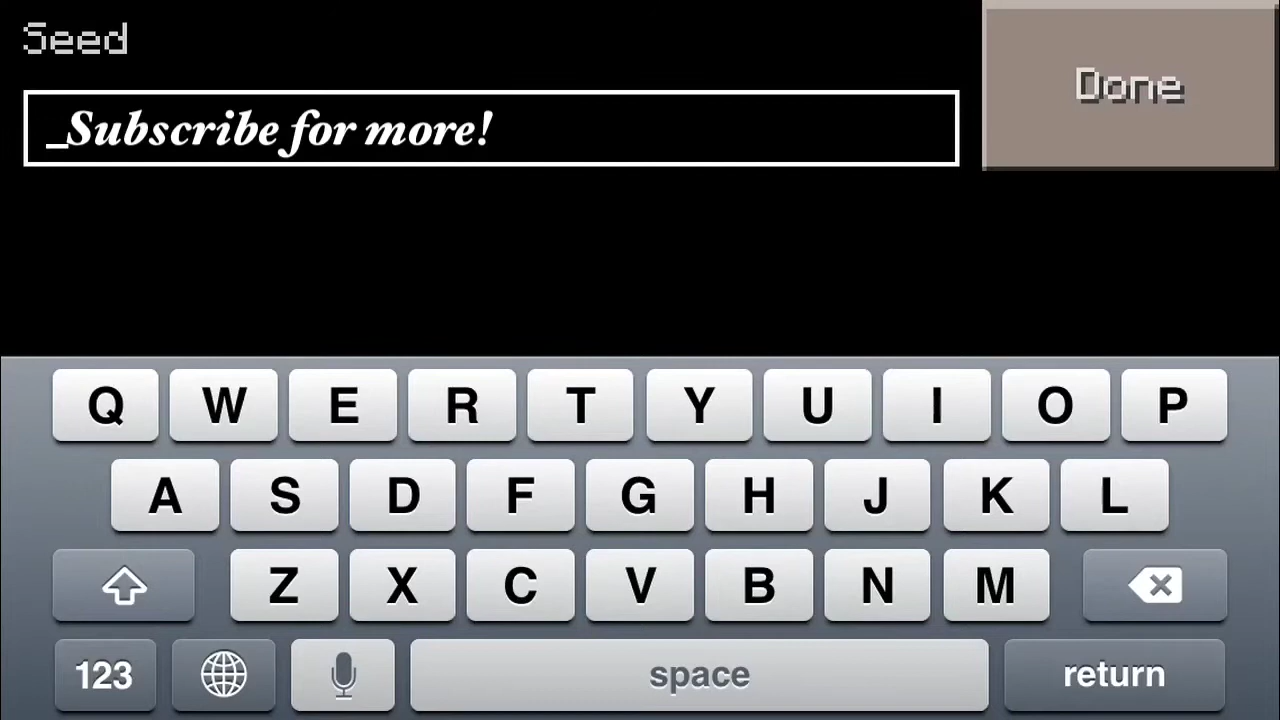 Seed
Done
_Subscribe for more!
Q W E R T Y U I O P
A S D F G H J K L
Z X C V B N M
123 space return